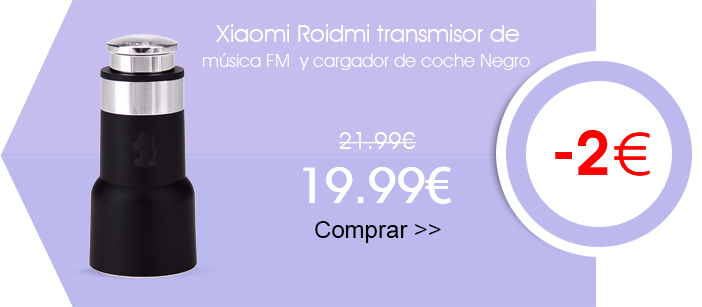 Xiaomi Roidmi transmisor de
música FM y cargador de coche Negro
21.99€
19.99€
Comprar >>
-2€